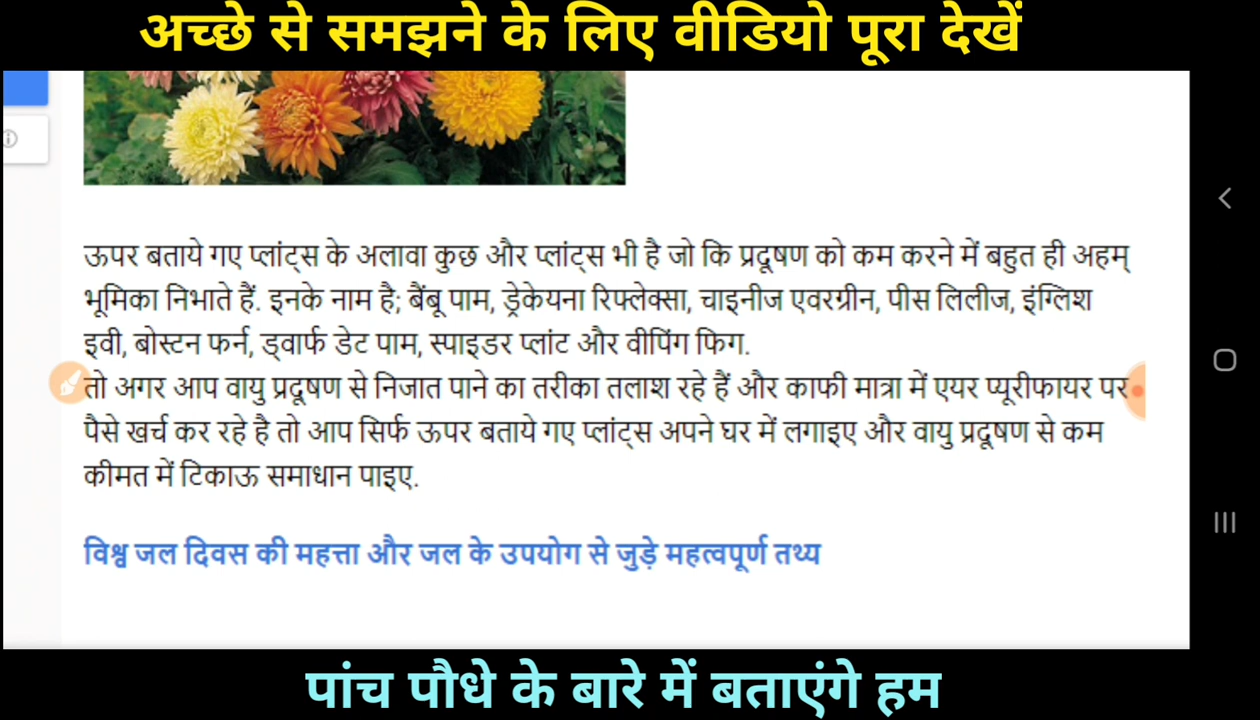 अच्छे से समझने के लिए वीडियो पूरा देखें
ऊपर बताये गए प्लांट्स के अलावा कुछ और प्लांट्स भी है जो कि प्रदूषण को कम करने में बहुत ही अहम्
भूमिका निभाते हैं. इनके नाम है; बैंबू पाम, ड्रेकेयना रिफ्लेक्सा, चाइनीज एवरग्रीन, पीस लिलीज, इंग्लिश
इवी, बोस्टन फर्न, ड्वार्फ डेट पाम, स्पाइडर प्लांट और वीपिंग फिग.
तो अगर आप वायु प्रदूषण से निजात पाने का तरीका तलाश रहे हैं और काफी मात्रा में एयर प्यूरीफायर पर
पैसे खर्च कर रहे है तो आप सिर्फ ऊपर बताये गए प्लांट्स अपने घर में लगाइए और वायु प्रदूषण से कम
कीमत में टिकाऊ समाधान पाइए.
विश्व जल दिवस की महत्ता और जल के उपयोग से जुड़े महत्वपूर्ण तथ्य
पांच पौधे के बारे में बताएंगे हम